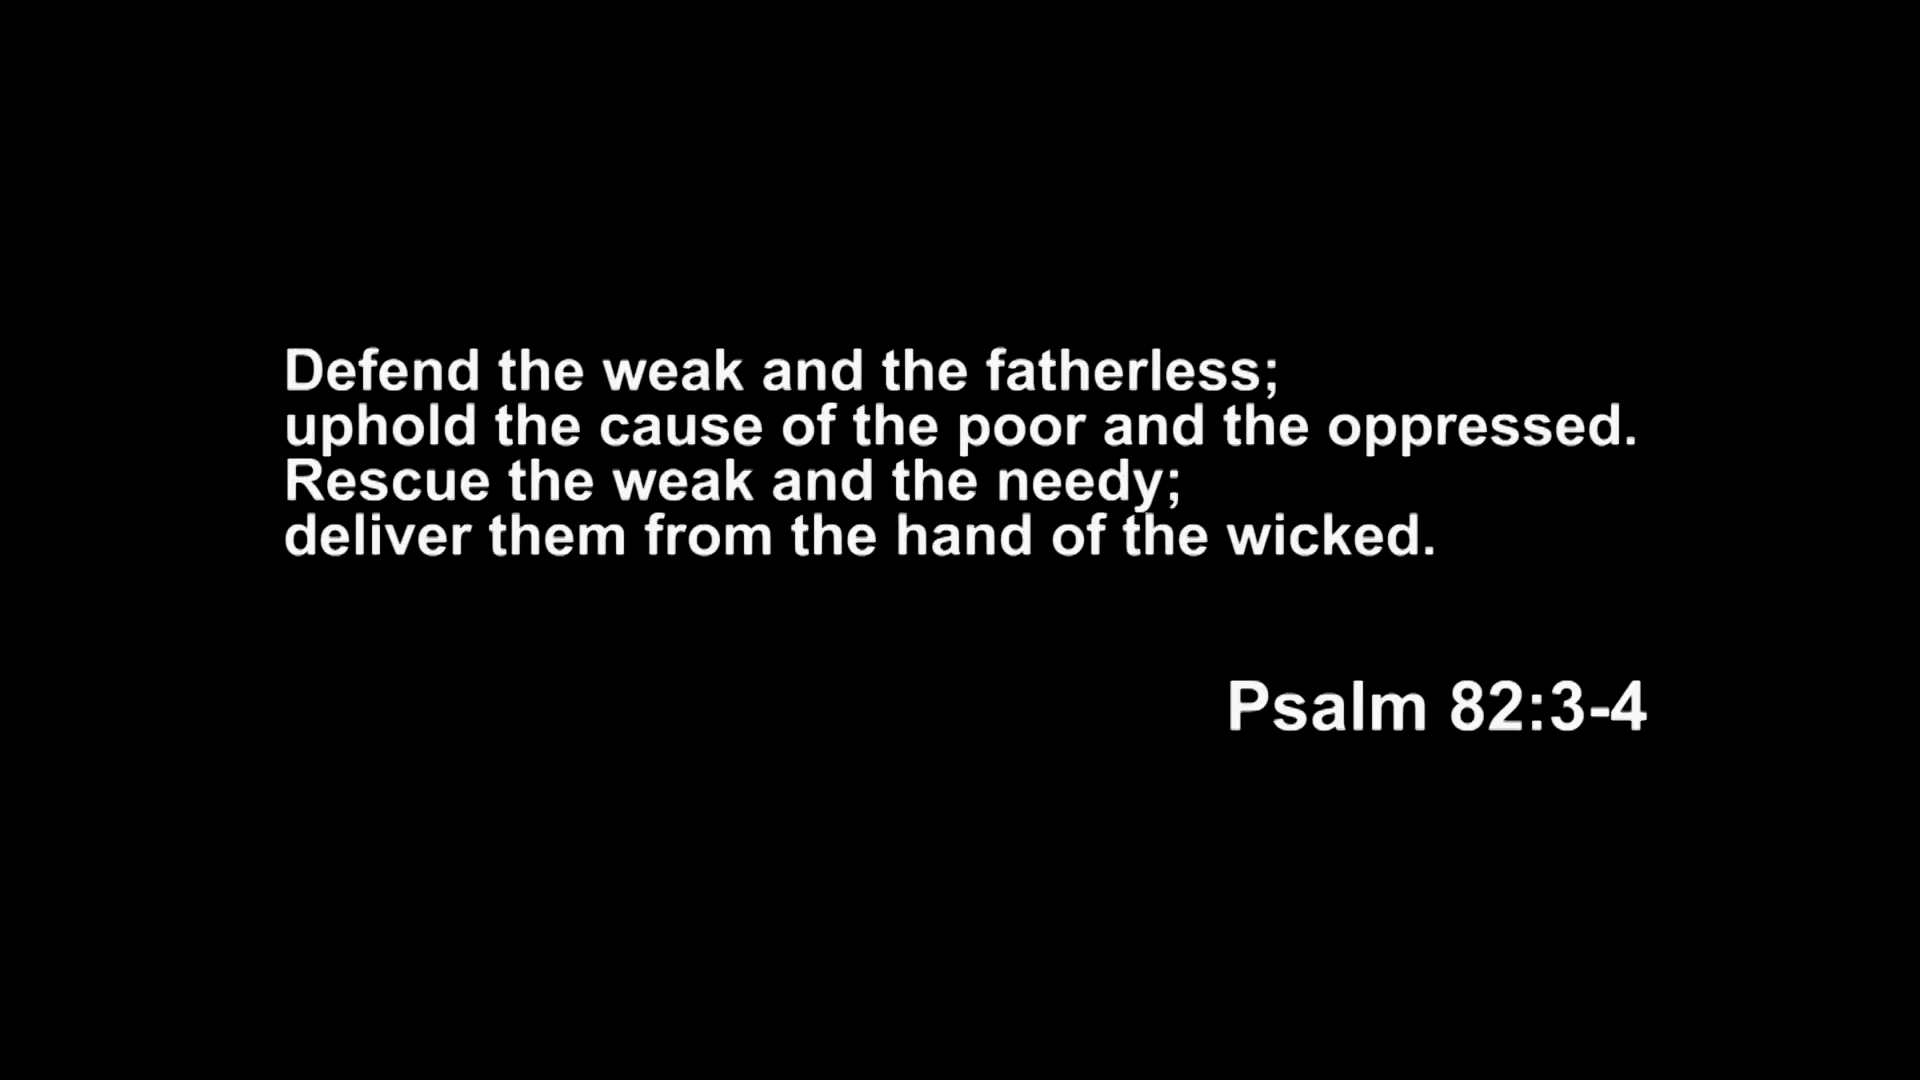 Defend the weak and the fatherless;
uphold the cause of the poor and the oppressed.
Rescue the weak and the needy;
deliver them from the hand of the wicked.
Psalm 82:3-4